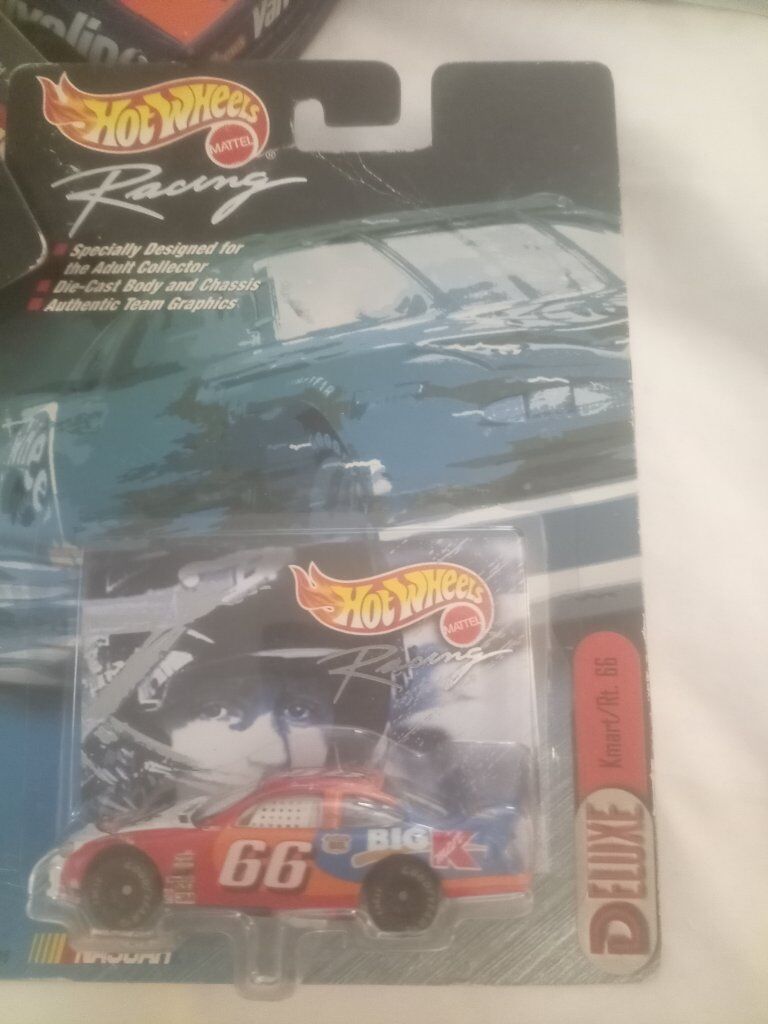 HOT WHEELS
MATTEL
®
Racing
Specially Designed for
the Adult Collector
Die-Cast Body and Chassis
Authentic Team Graphics
HOT WHEELS
MATTEL
Racing
Kmart/Rt. 66
DELUXE
66
BIG K
NASCAR